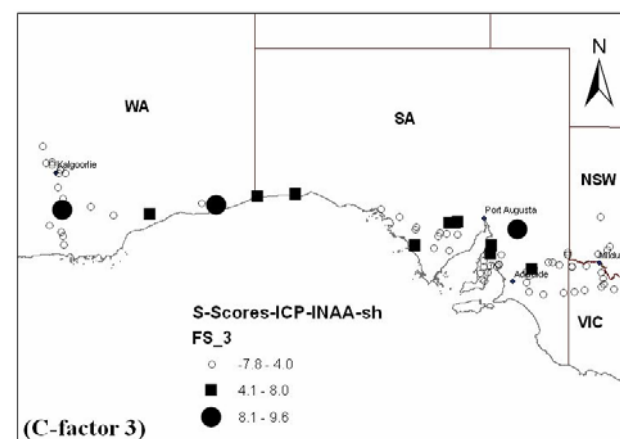 N
WA
SA
Kalgoorlie
NSW
Port Augusta
Adelaide
VIC
S-Scores-ICP-INAA-sh
FS_3
-7.8 - 4.0
4.1 - 8.0
8.1 - 9.6
(C-factor 3)